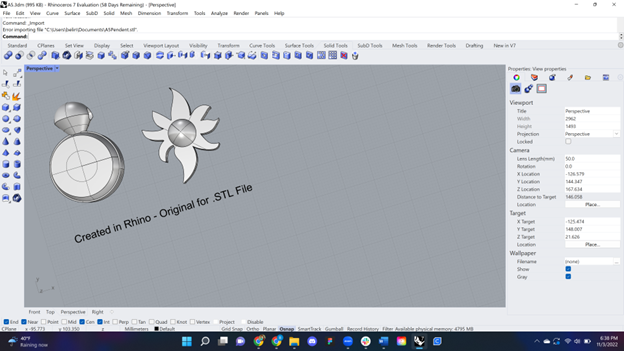 A5.3dm (995 KB) - Rhinoceros 7 Evaluation (58 Days Remaining) - [Perspective]
File Edit View Curve Surface SubD Solid Mesh Dimension Transform Tools Analyze Render Panels Help
Command: _Import
Error importing file "C:\Users\belin\Documents\A5Pendent.stl".
Command:
Standard CPlanes Set View Display Select Viewport Layout Visibility Transform Curve Tools Surface Tools Solid Tools SubD Tools Mesh Tools Render Tools Drafting New in V7
Perspective
Created in Rhino - Original for .STL File
Properties: View properties
Viewport
Title Perspective
Width 2962
Height 1493
Projection Perspective
Locked
Camera
Lens Length(mm) 50.0
Rotation 0.0
X Location -126.579
Y Location 144.347
Z Location 167.634
Distance to Target 146.058
Location Place...
Target
X Target -125.474
Y Target 148.007
Z Target 21.626
Location Place...
Wallpaper
Filename (none)
Show
Gray
Front Top Perspective Right
End Near Point Mid Cen Int Perp Tan Quad Knot Vertex Project Disable
CPlane x -95.773 y 103.350 z Millimeters Default Grid Snap Ortho Planar Osnap SmartTrack Gumball Record History Filter Available physical memory: 4795 MB
40°F
Raining now
6:38 PM
11/3/2022